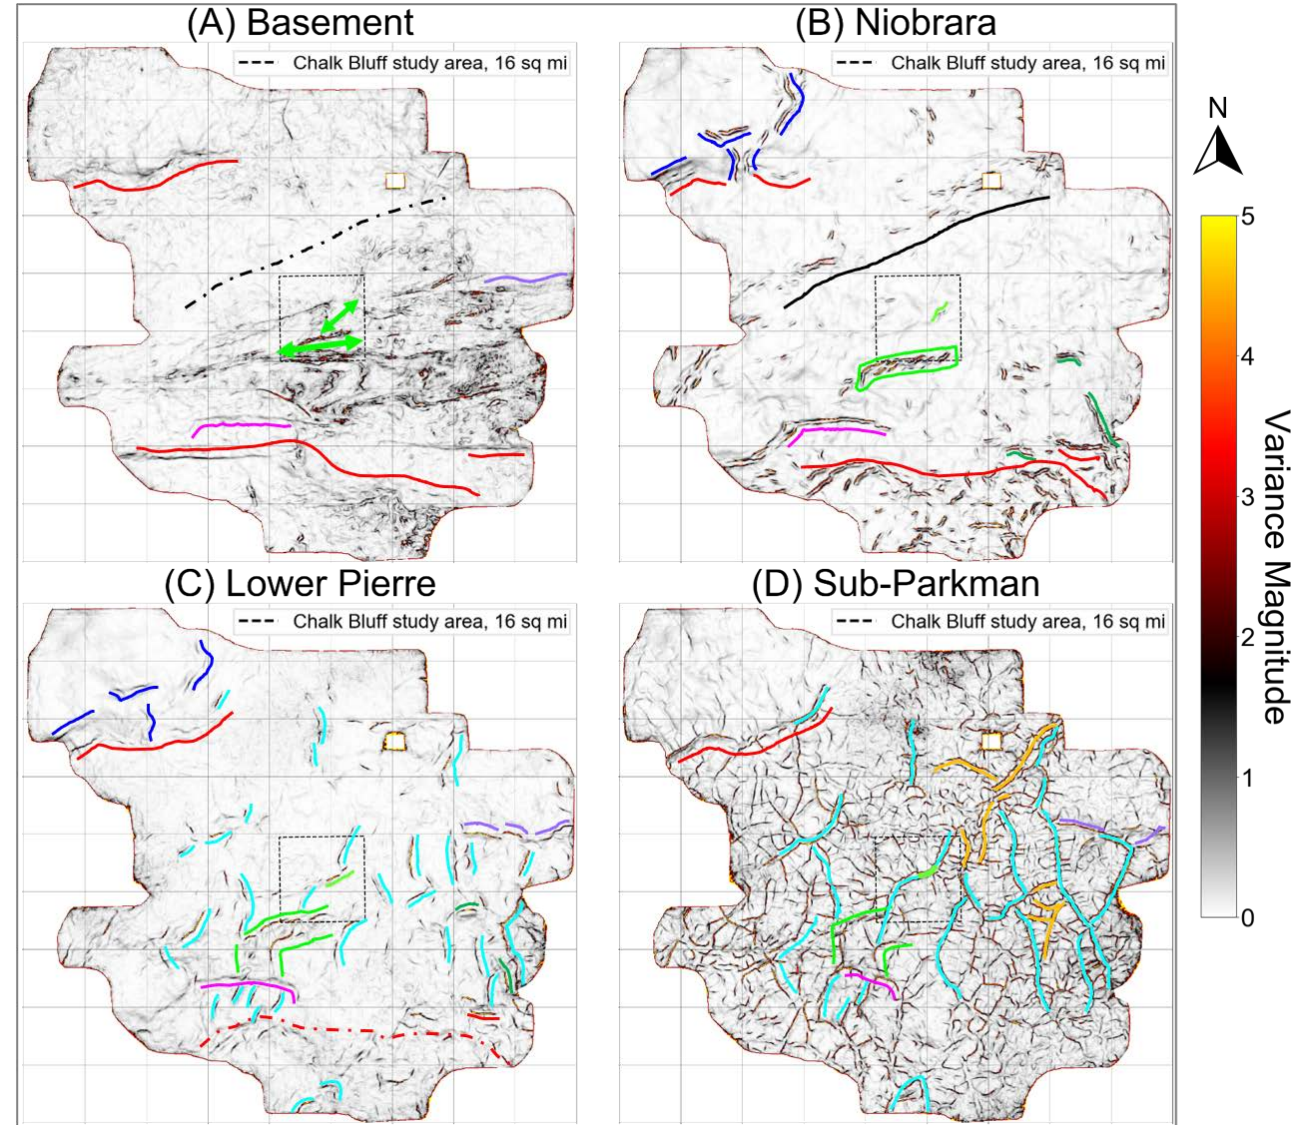 (A) Basement
(B) Niobrara
Chalk Bluff study area, 16 sq mi
Chalk Bluff study area, 16 sq mi
N
5
4
3
2
1
0
Variance Magnitude
(C) Lower Pierre
(D) Sub-Parkman
Chalk Bluff study area, 16 sq mi
Chalk Bluff study area, 16 sq mi